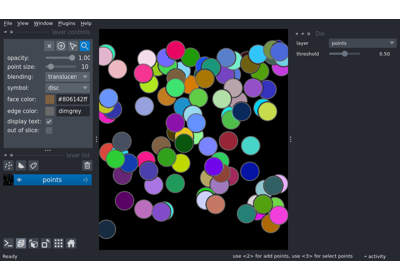 File View Window Plugins Help
layer controls
opacity: 1.00
point size: 10
blending: translucen
symbol: disc
face color: #806142ff
edge color: dimgrey
display text:
out of slice:
layer list
points
Do
layer points
threshold 0.50
Ready
use <2> for add points, use <3> for select points
activity